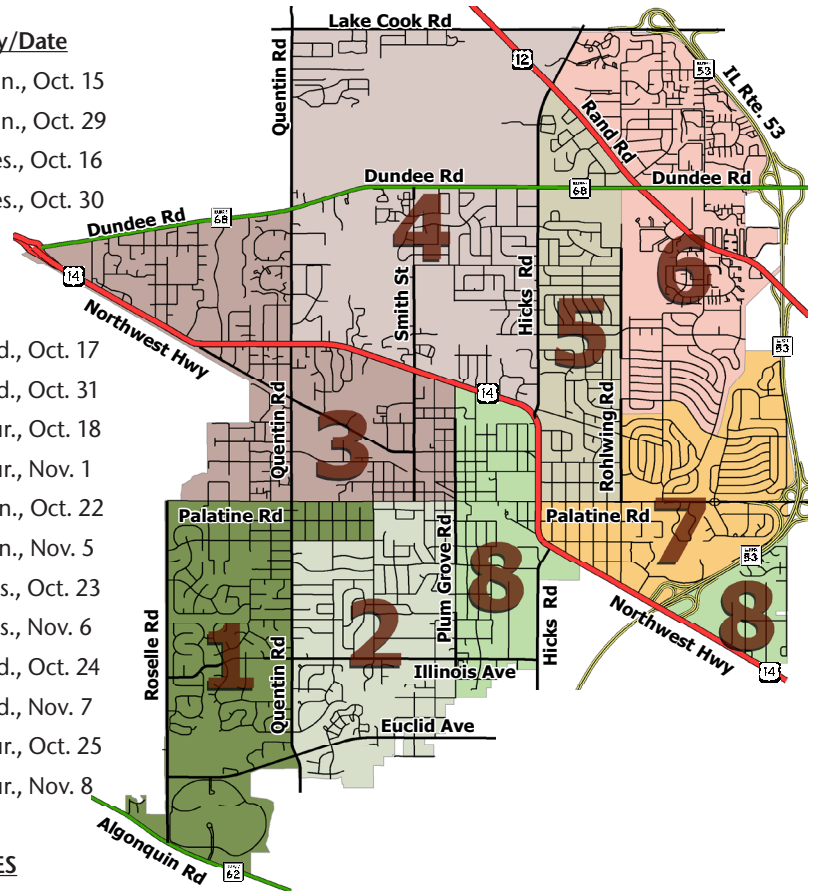 y/Date
n., Oct. 15
n., Oct. 29
es., Oct. 16
es., Oct. 30
d., Oct. 17
d., Oct. 31
ur., Oct. 18
ur., Nov. 1
n., Oct. 22
n., Nov. 5
s., Oct. 23
s., Nov. 6
d., Oct. 24
d., Nov. 7
ur., Oct. 25
ur., Nov. 8
ES
Lake Cook Rd
Quentin Rd
12
53
IL Rte. 53
Rand Rd
Dundee Rd
68
Dundee Rd
Dundee Rd
68
4
6
14
Smith St
Hicks Rd
5
Northwest Hwy
53
14
Quentin Rd
3
Rohlwing Rd
Palatine Rd
Palatine Rd
7
Plum Grove Rd
8
53
8
Roselle Rd
1
2
Quentin Rd
Hicks Rd
Northwest Hwy
Illinois Ave
14
Euclid Ave
Algonquin Rd
62